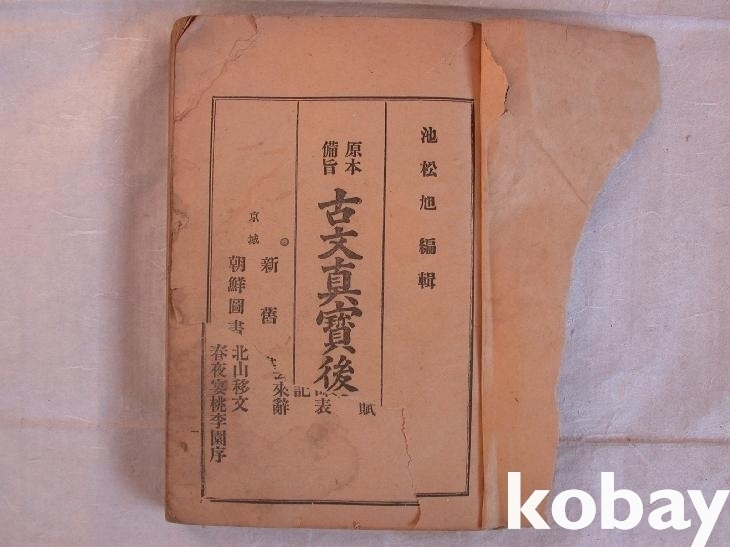 池松旭編輯
原本
備旨
古文真寶後
京城
新舊
朝鮮圖書
賦
表
記
來辭
北山移文
春夜宴桃李園序
kobay